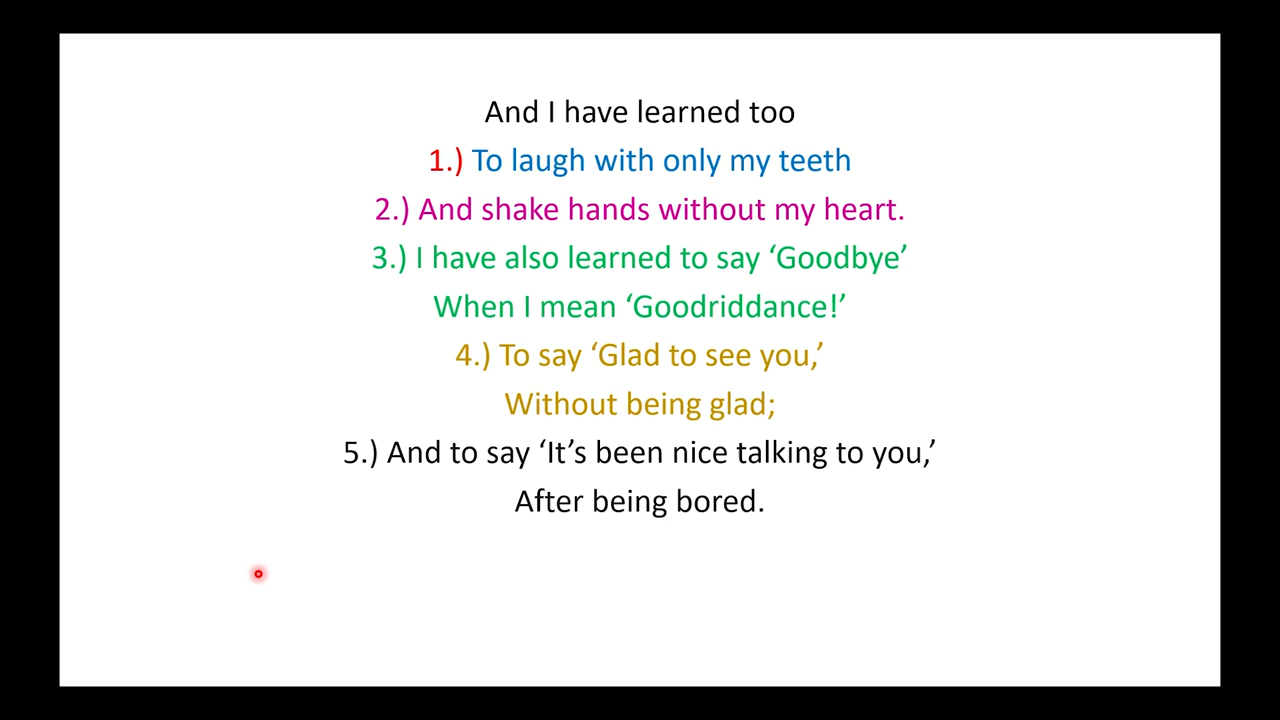 And I have learned too
1.) To laugh with only my teeth
2.) And shake hands without my heart.
3.) I have also learned to say ‘Goodbye’
When I mean ‘Goodriddance!’
4.) To say ‘Glad to see you,’
Without being glad;
5.) And to say ‘It’s been nice talking to you,’
After being bored.